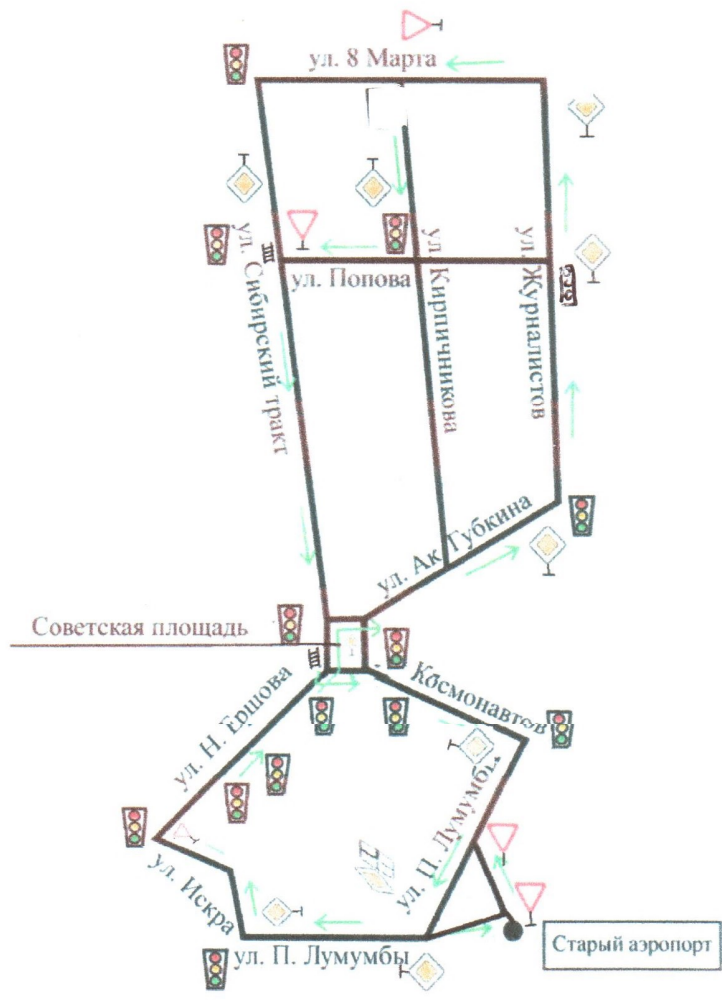 ул. 8 Марта
ул. Сибирский тракт
ул. Попова
ул. Кирпичникова
ул. Журналистов
ул. Ак. Губкина
Советская площадь
ул. Н. Ершова
Космонавтов
ул. П. Лумумбы
ул. Искра
ул. П. Лумумбы
Старый аэропорт